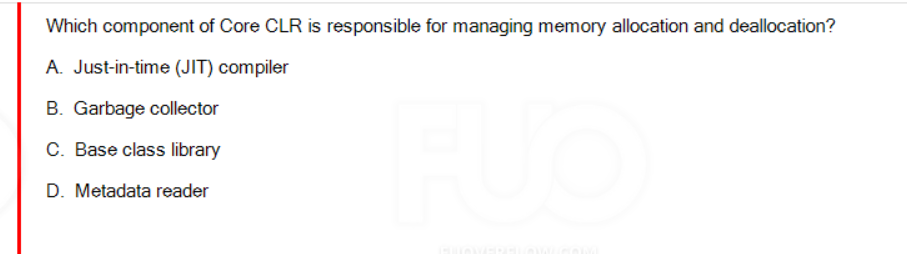 Which component of Core CLR is responsible for managing memory allocation and deallocation?
A. Just-in-time (JIT) compiler
B. Garbage collector
C. Base class library
D. Metadata reader
FUO